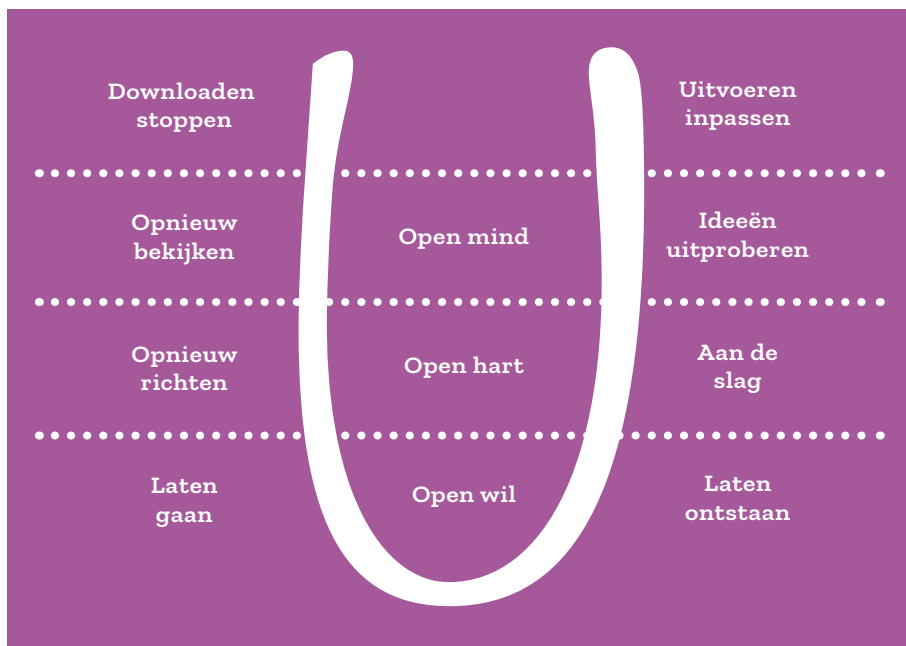 Downloaden
stoppen
Uitvoeren
inpassen
Opnieuw
bekijken
Open mind
Ideeën
uitproberen
Opnieuw
richten
Open hart
Aan de
slag
Laten
gaan
Open wil
Laten
ontstaan